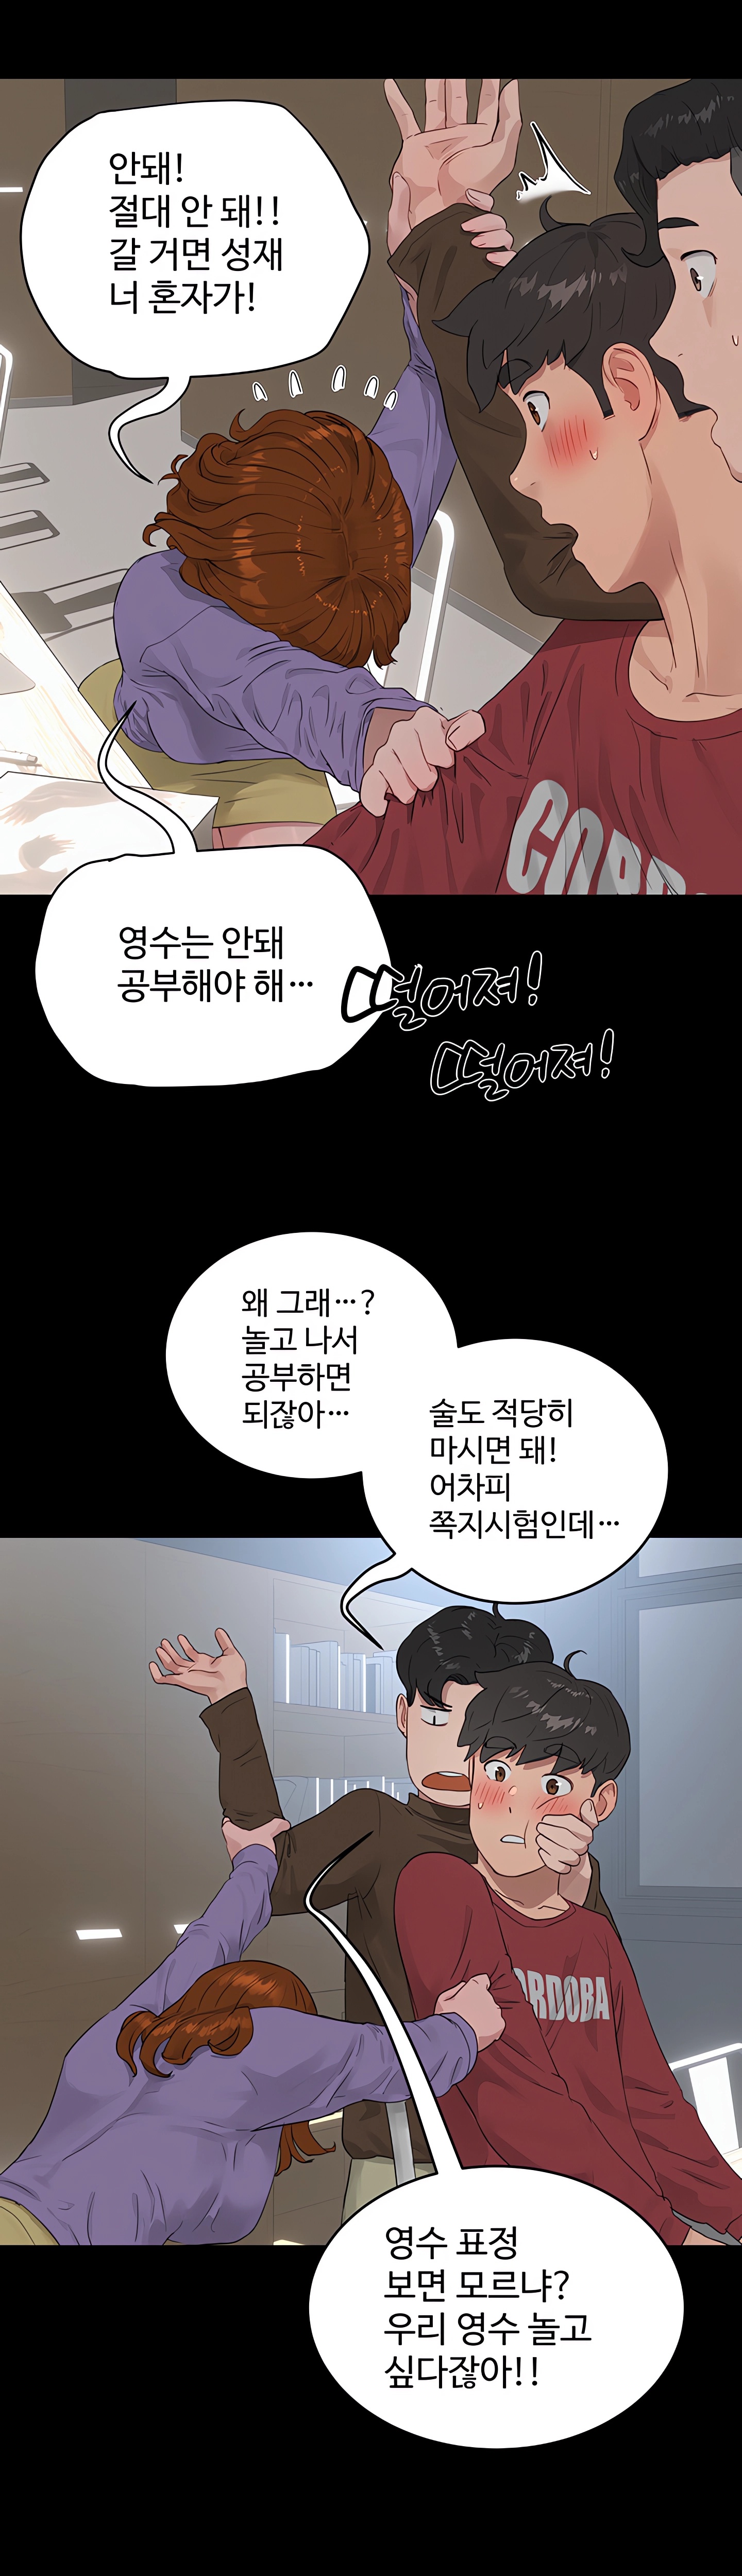 안돼!
절대 안 돼!!
갈 거면 성재
너 혼자가!
CORD
영수는 안돼
공부해야 해…
떨어져!
떨어져!
왜 그래…?
놀고 나서
공부하면
되잖아…
술도 적당히
마시면 돼!
어차피
쪽지시험인데…
ORDOBA
영수 표정
보면 모르냐?
우리 영수 놀고
싶다잖아!!